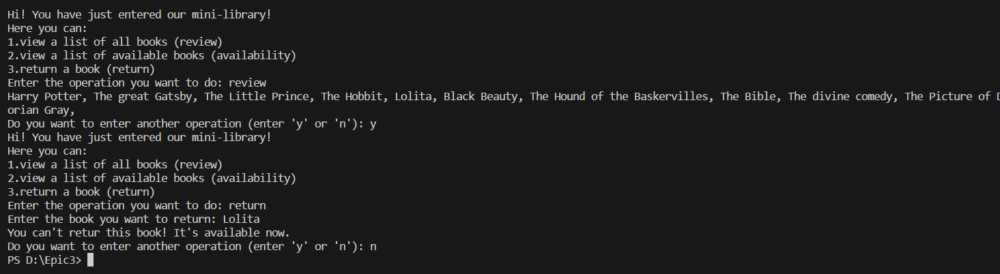 Hi! You have just entered our mini-library!
Here you can:
1.view a list of all books (review)
2.view a list of available books (availability)
3.return a book (return)
Enter the operation you want to do: review
Harry Potter, The great Gatsby, The Little Prince, The Hobbit, Lolita, Black Beauty, The Hound of the Baskervilles, The Bible, The divine comedy, The Picture of D
orian Gray,
Do you want to enter another operation (enter 'y' or 'n'): y
Hi! You have just entered our mini-library!
Here you can:
1.view a list of all books (review)
2.view a list of available books (availability)
3.return a book (return)
Enter the operation you want to do: return
Enter the book you want to return: Lolita
You can't retur this book! It's available now.
Do you want to enter another operation (enter 'y' or 'n'): n
PS D:\Epic3>